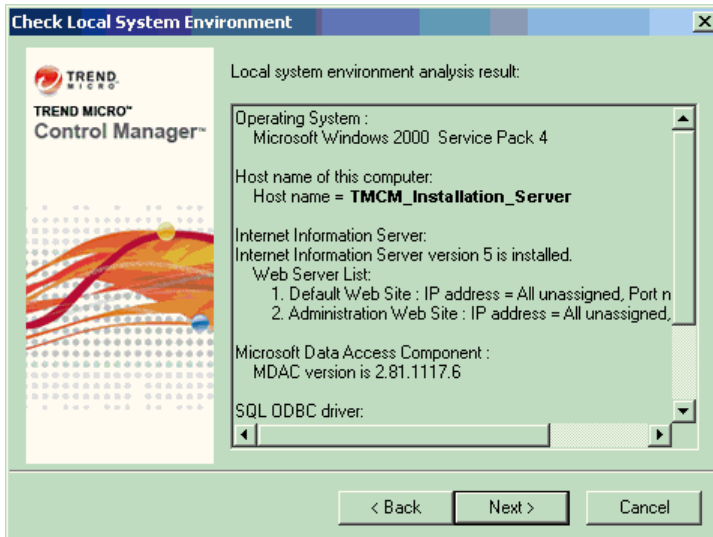 Check Local System Environment
TREND
MICRO
TREND MICRO™
Control Manager™
Local system environment analysis result:
Operating System :
Microsoft Windows 2000 Service Pack 4
Host name of this computer:
Host name = TMCM_Installation_Server
Internet Information Server:
Internet Information Server version 5 is installed.
Web Server List:
1. Default Web Site : IP address = All unassigned, Port n
2. Administration Web Site : IP address = All unassigned,
Microsoft Data Access Component :
MDAC version is 2.81.1117.6
SQL ODBC driver:
< Back
Next >
Cancel